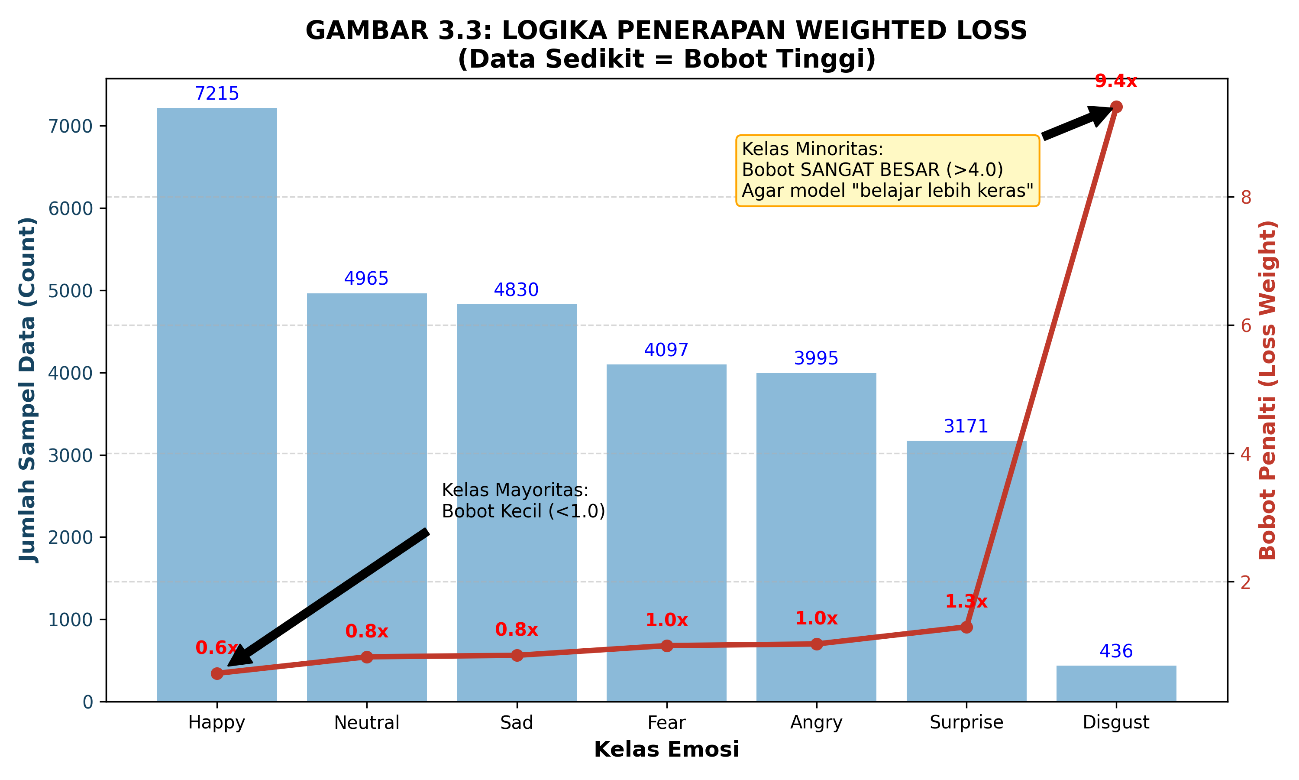 GAMBAR 3.3: LOGIKA PENERAPAN WEIGHTED LOSS
(Data Sedikit = Bobot Tinggi)
Jumlah Sampel Data (Count)
7000
6000
5000
4000
3000
2000
1000
0
7215
4965
4830
4097
3995
3171
436
Kelas Minoritas:
Bobot SANGAT BESAR (>4.0)
Agar model "belajar lebih keras"
Kelas Mayoritas:
Bobot Kecil (<1.0)
0.6x
0.8x
0.8x
1.0x
1.0x
1.3x
9.4x
8
6
4
2
Bobot Penalti (Loss Weight)
Happy
Neutral
Sad
Fear
Angry
Surprise
Disgust
Kelas Emosi